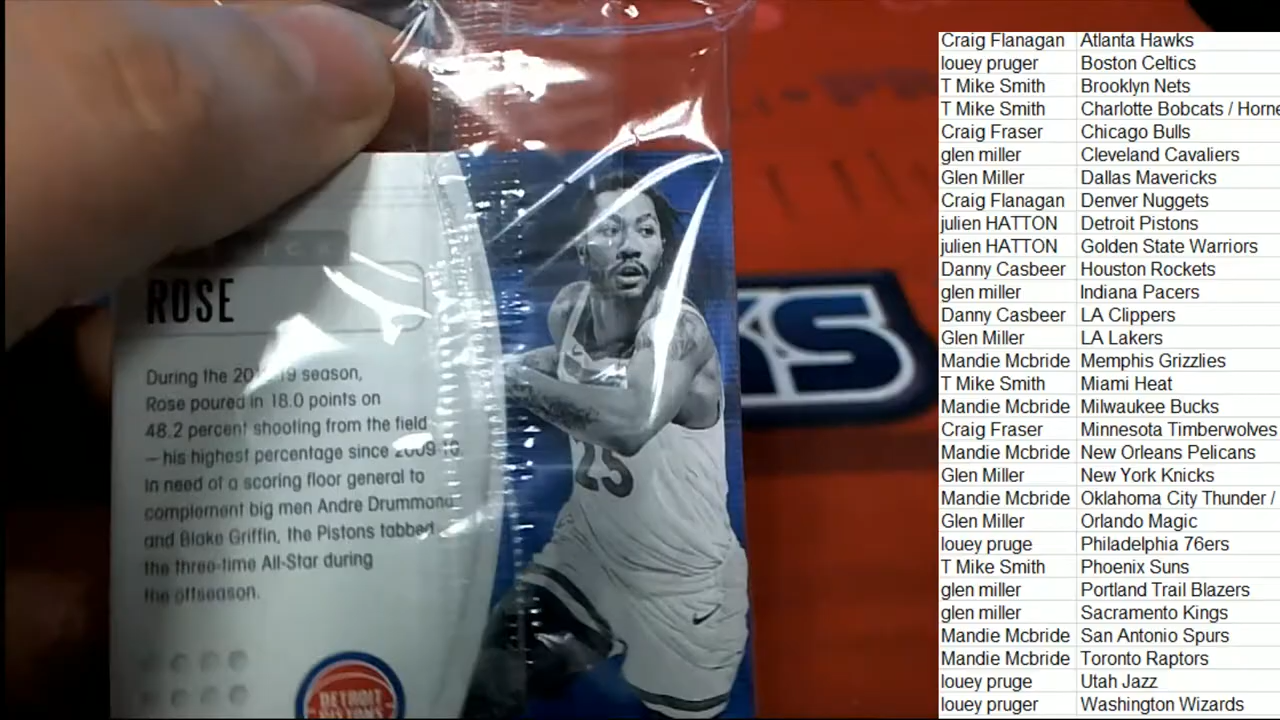 ROSE
During the 20 19 season,
Rose poured in 18.0 points on
48.2 percent shooting from the field
– his highest percentage since 2009-10.
In need of a scoring floor general to
complement big men Andre Drummond
and Blake Griffin, the Pistons tabbed
the three-time All-Star during
the offseason.
DETROIT
PISTONS
25
KS
Craig Flanagan Atlanta Hawks
louey pruger Boston Celtics
T Mike Smith Brooklyn Nets
T Mike Smith Charlotte Bobcats / Horne
Craig Fraser Chicago Bulls
glen miller Cleveland Cavaliers
Glen Miller Dallas Mavericks
Craig Flanagan Denver Nuggets
julien HATTON Detroit Pistons
julien HATTON Golden State Warriors
Danny Casbeer Houston Rockets
glen miller Indiana Pacers
Danny Casbeer LA Clippers
Glen Miller LA Lakers
Mandie Mcbride Memphis Grizzlies
T Mike Smith Miami Heat
Mandie Mcbride Milwaukee Bucks
Craig Fraser Minnesota Timberwolves
Mandie Mcbride New Orleans Pelicans
Glen Miller New York Knicks
Mandie Mcbride Oklahoma City Thunder /
Glen Miller Orlando Magic
louey pruge Philadelphia 76ers
T Mike Smith Phoenix Suns
glen miller Portland Trail Blazers
glen miller Sacramento Kings
Mandie Mcbride San Antonio Spurs
Mandie Mcbride Toronto Raptors
louey pruge Utah Jazz
louey pruger Washington Wizards